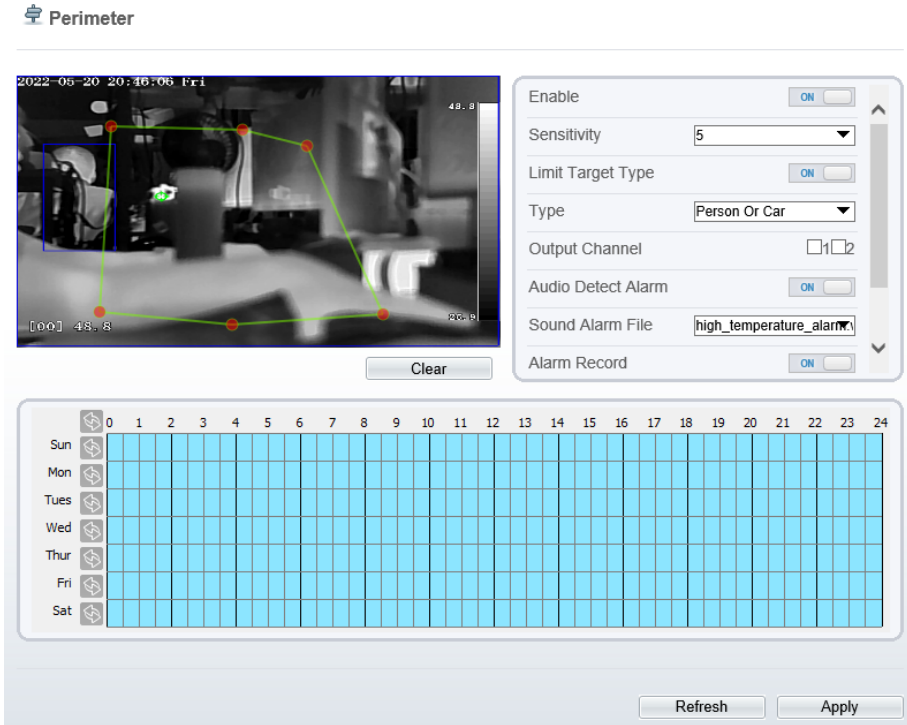 Perimeter
2022-05-20 20:46:06 Fri
48.8
26.9
[00] 48.8
Clear
Enable ON
Sensitivity 5
Limit Target Type ON
Type Person Or Car
Output Channel 1 2
Audio Detect Alarm ON
Sound Alarm File high_temperature_alarm.
Alarm Record ON
0 1 2 3 4 5 6 7 8 9 10 11 12 13 14 15 16 17 18 19 20 21 22 23 24
Sun
Mon
Tues
Wed
Thur
Fri
Sat
Refresh Apply